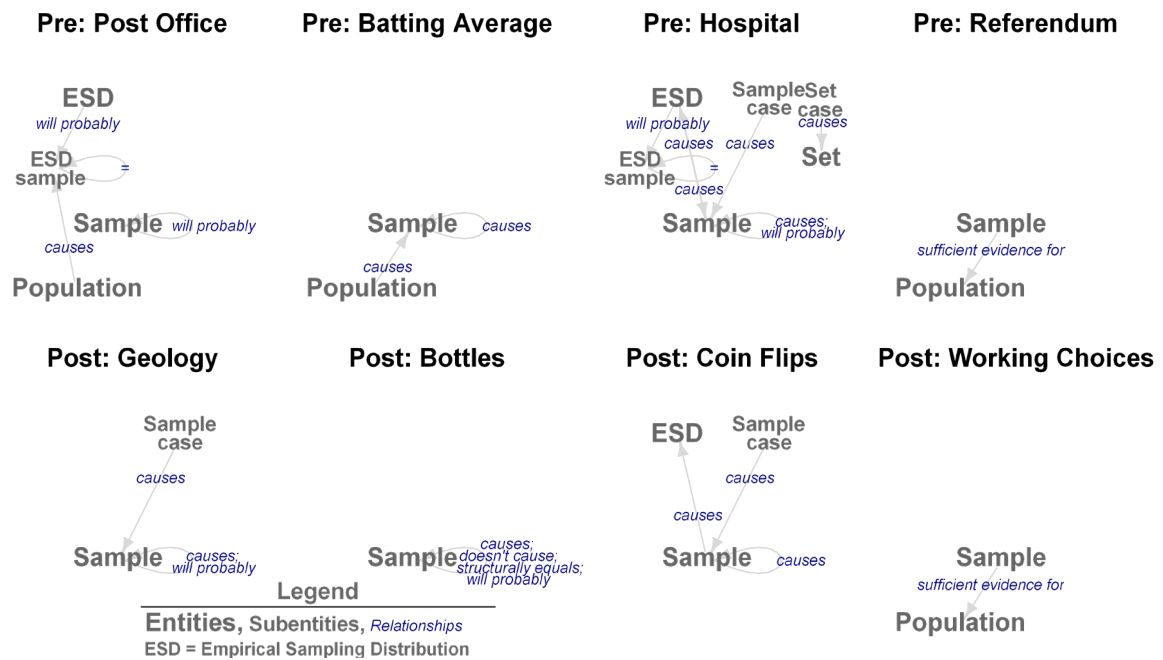 Pre: Post Office
Pre: Batting Average
Pre: Hospital
Pre: Referendum
ESD
will probably
ESD
sample
=
Sample
will probably
causes
Population
Sample
causes
causes
Population
ESD
Sample
case
Set
case
will probably
causes
causes
causes
Set
ESD
sample
=
causes
Sample
causes;
will probably
Sample
sufficient evidence for
Population
Post: Geology
Post: Bottles
Post: Coin Flips
Post: Working Choices
Sample
case
causes
Sample
causes;
will probably
Sample
causes;
doesn't cause;
structurally equals;
will probably
ESD
Sample
case
causes
causes
Sample
causes
Sample
sufficient evidence for
Population
Legend
Entities, Subentities, Relationships
ESD = Empirical Sampling Distribution